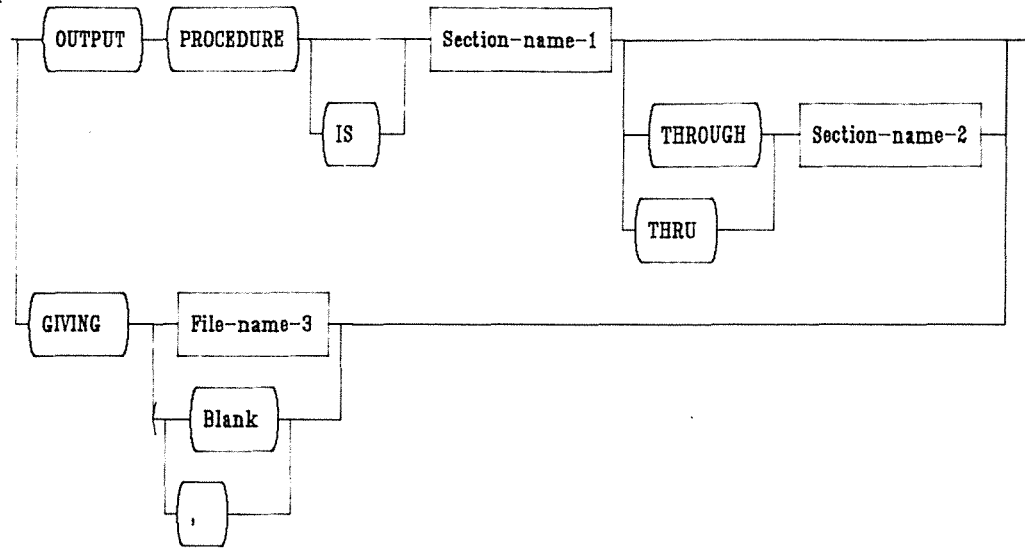 OUTPUT PROCEDURE Section-name-1
IS
THROUGH Section-name-2
THRU
GIVING File-name-3
Blank
,